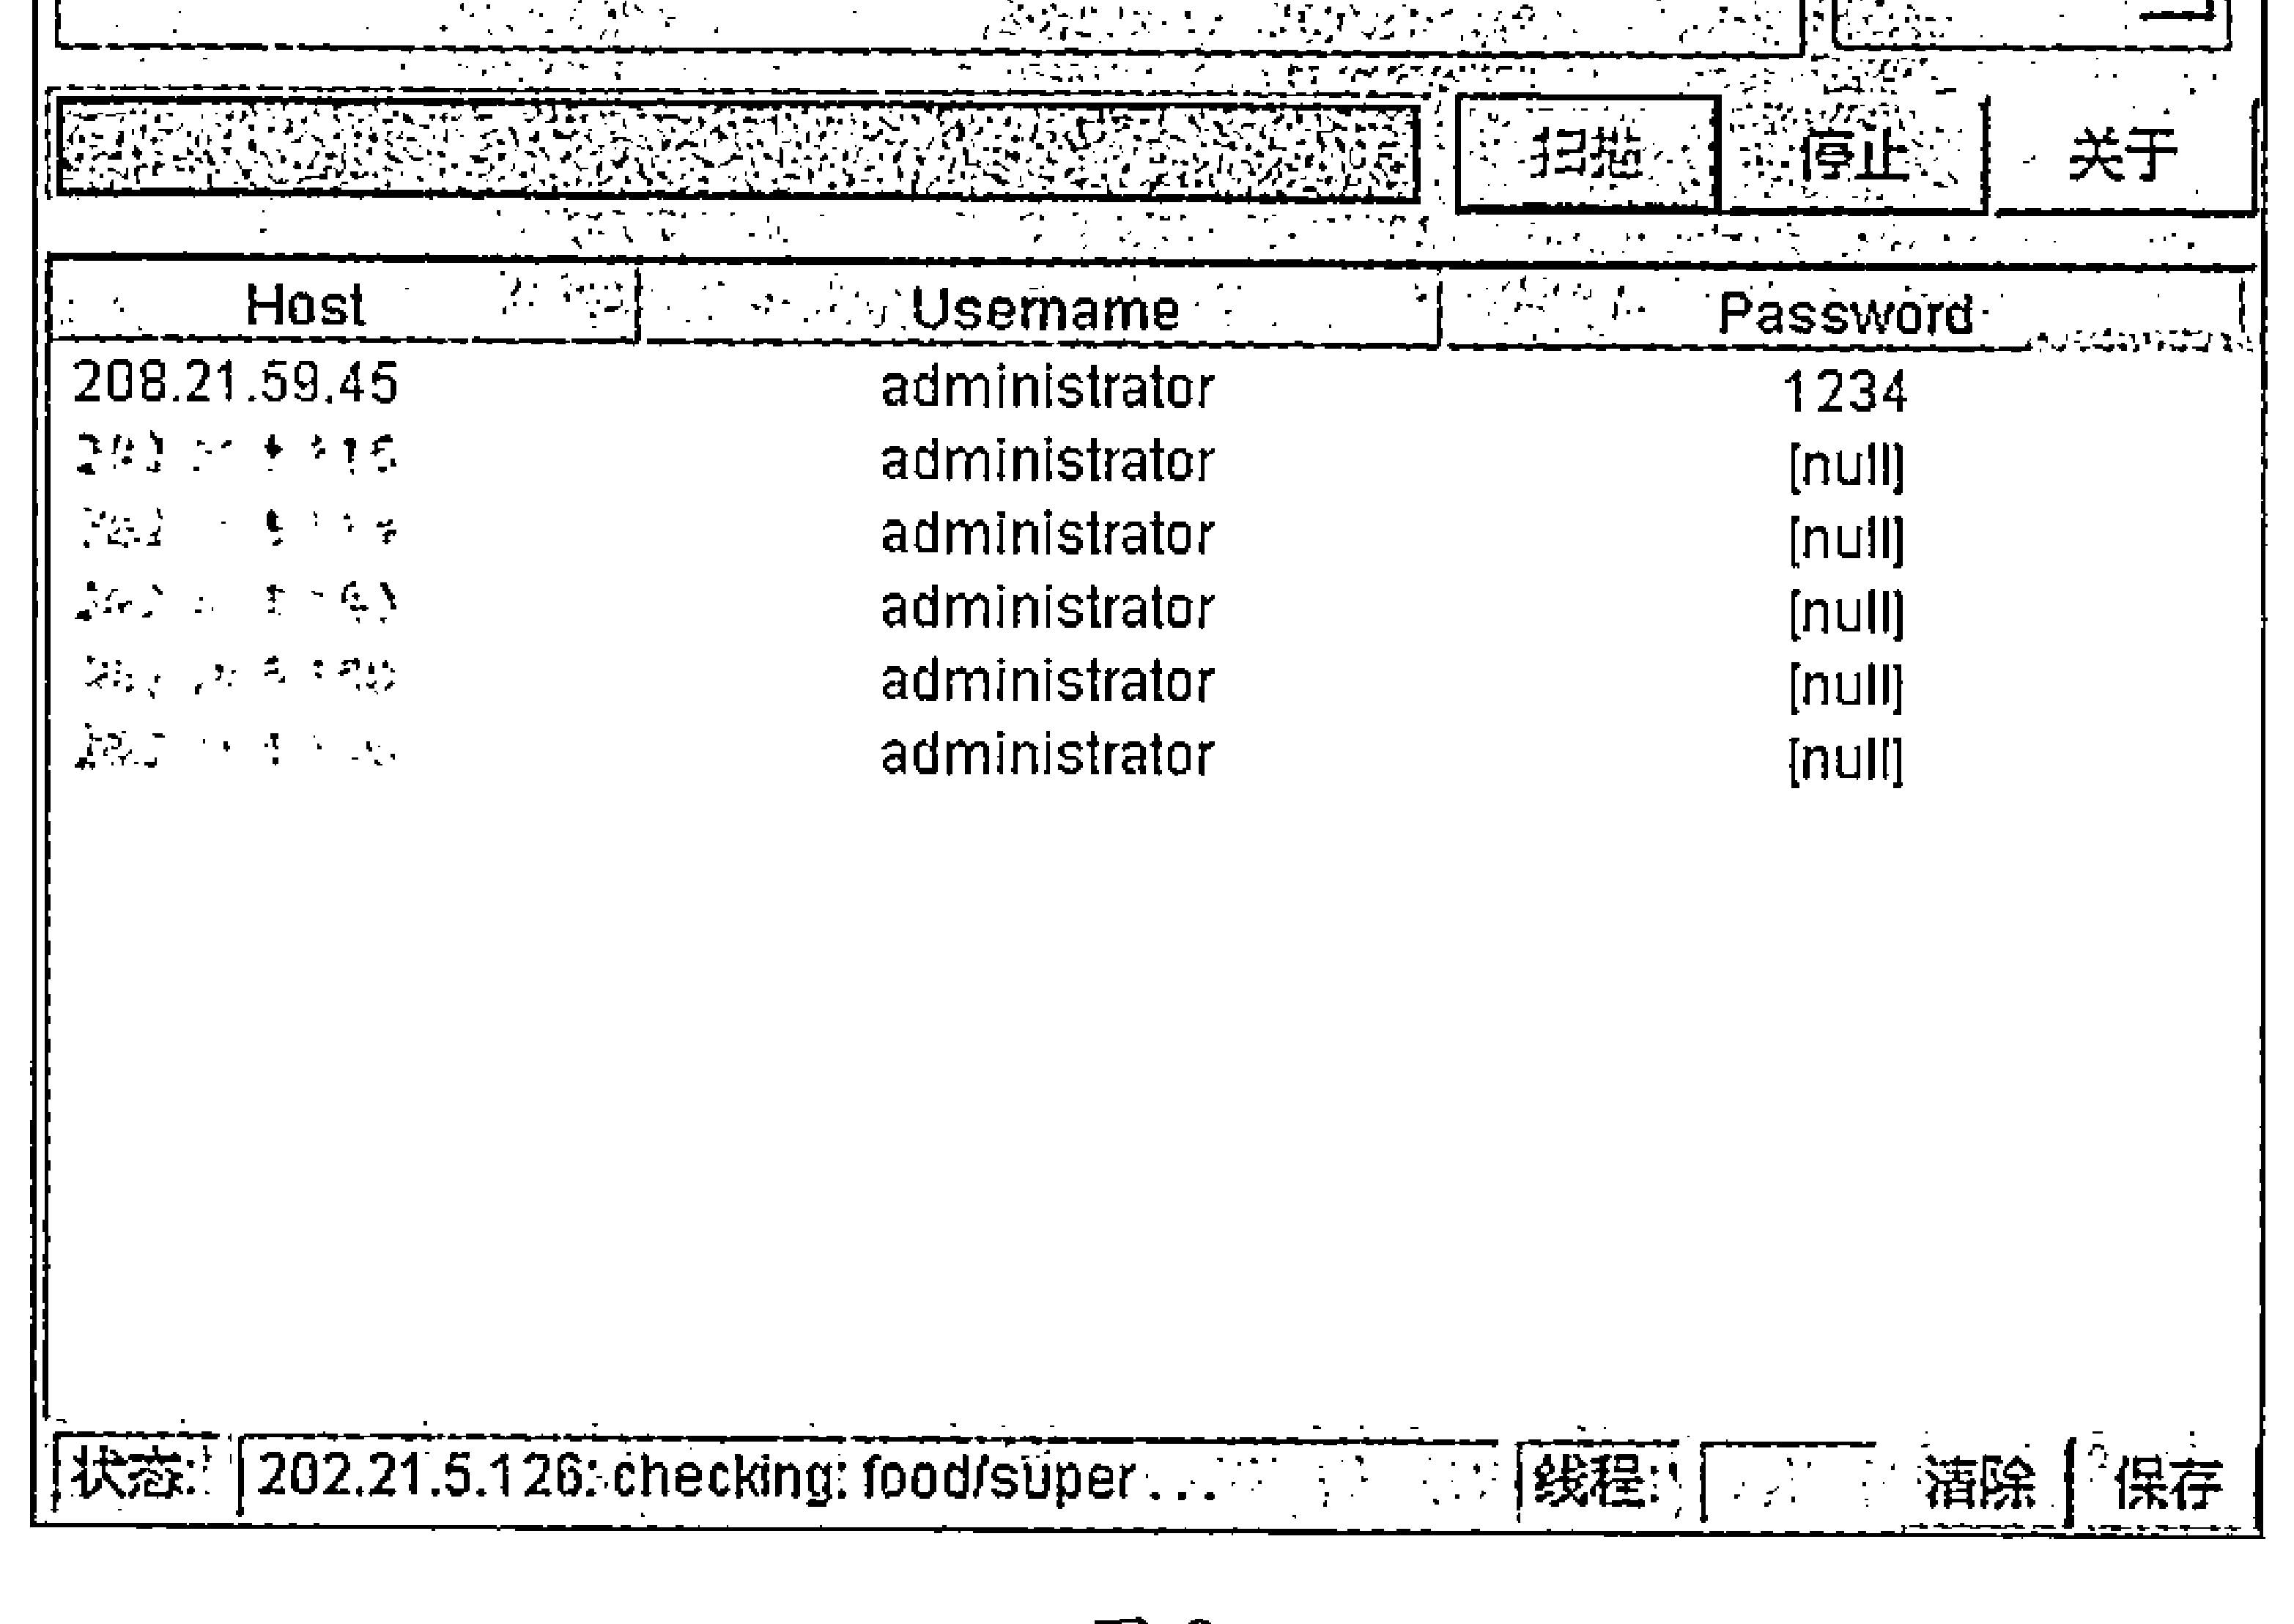 扫描 停止 关于
Host Username Password
208.21.59.45 administrator 1234
administrator [null]
administrator [null]
administrator [null]
administrator [null]
administrator [null]
状态: 202.21.5.126: checking: food/super... 线程: 清除 保存